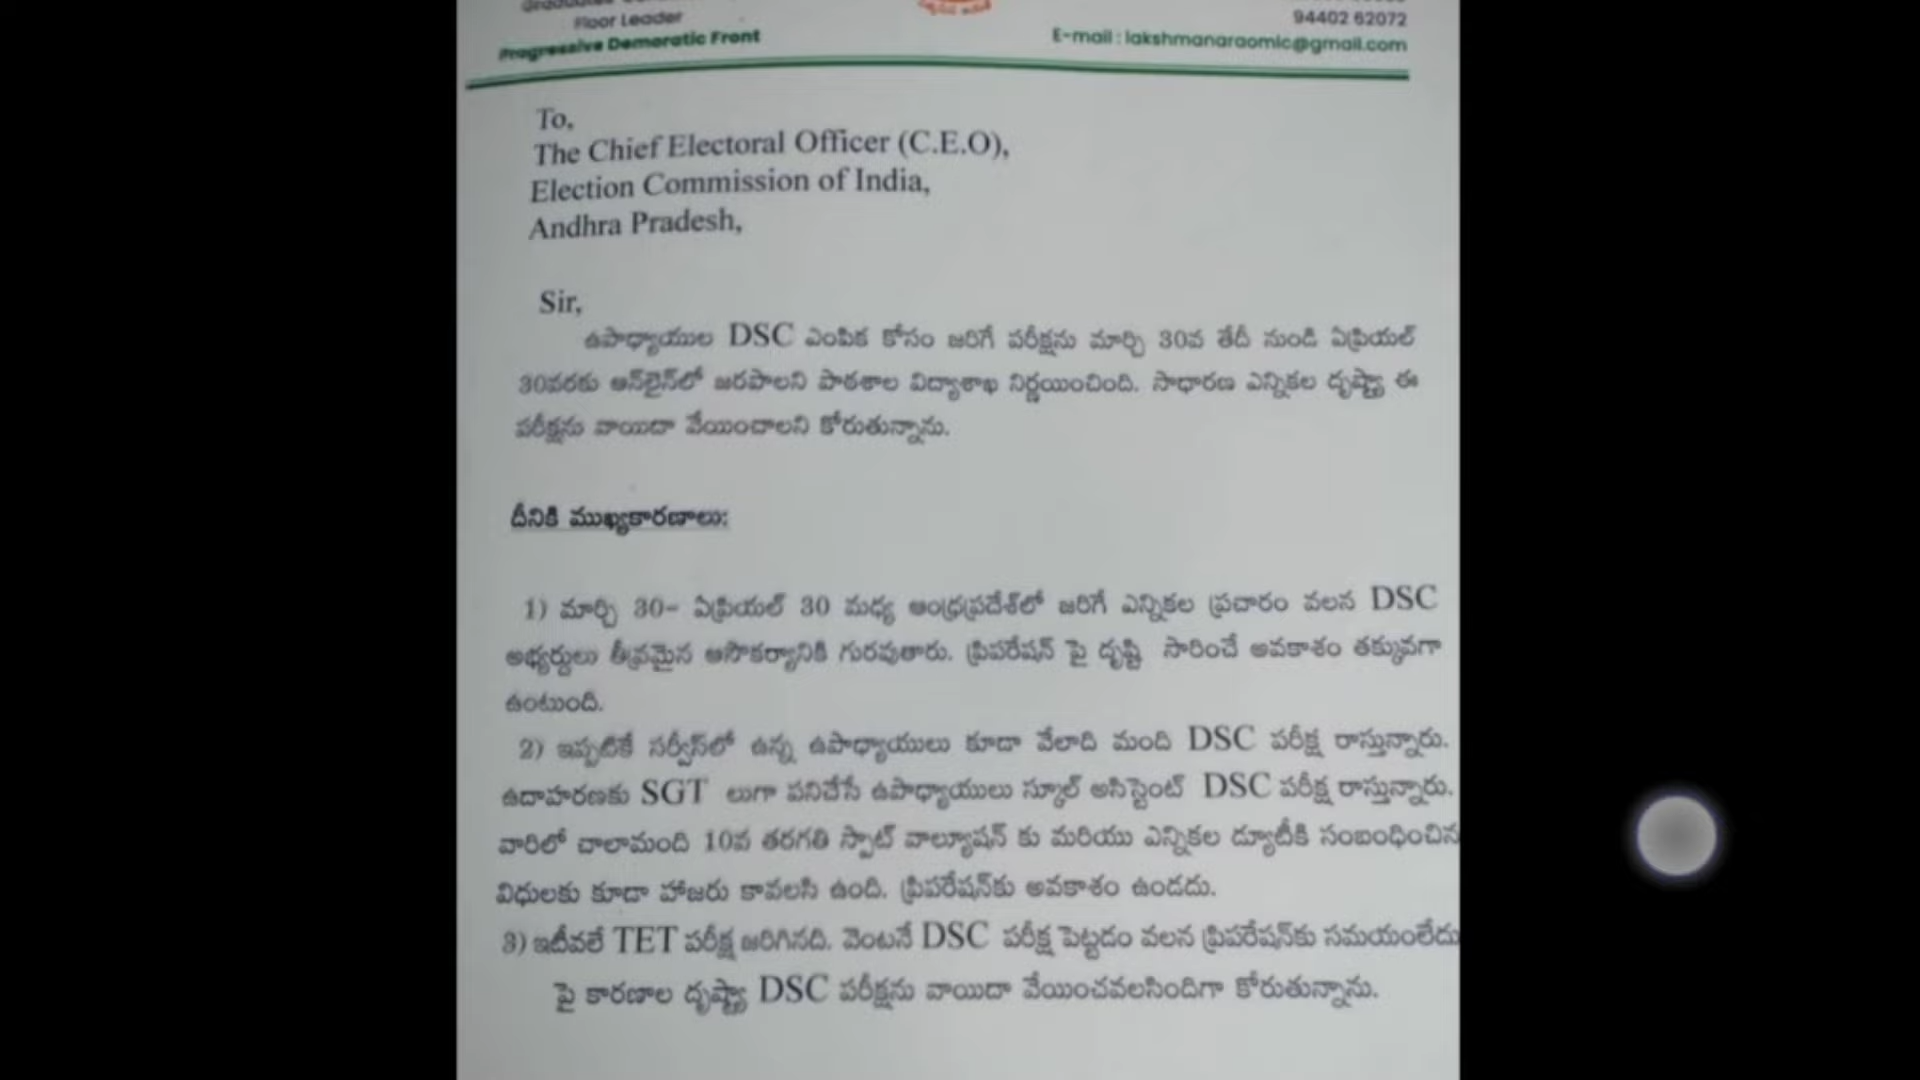 Floor Leader
Progressive Demoratic Front
94402 62072
E-mail : lakshmanaraomlc@gmail.com
To,
The Chief Electoral Officer (C.E.O),
Election Commission of India,
Andhra Pradesh,
Sir,
ఉపాధ్యాయుల DSC ఎంపిక కోసం జరిగే పరీక్షను మార్చి 30వ తేదీ నుండి ఏప్రియల్
30వరకు ఆన్‌లైన్‌లో జరపాలని పాఠశాల విద్యాశాఖ నిర్ణయించింది. సాధారణ ఎన్నికల దృష్ట్యా ఈ
పరీక్షను వాయిదా వేయించాలని కోరుతున్నాను.
దీనికి ముఖ్యకారణాలు:
1) మార్చి 30- ఏప్రియల్ 30 మధ్య ఆంధ్రప్రదేశ్‌లో జరిగే ఎన్నికల ప్రచారం వలన DSC
అభ్యర్థులు తీవ్రమైన అసౌకర్యానికి గురవుతారు. ప్రిపరేషన్ పై దృష్టి సారించే అవకాశం తక్కువగా
ఉంటుంది.
2) ఇప్పటికే సర్వీస్‌లో ఉన్న ఉపాధ్యాయులు కూడా వేలాది మంది DSC పరీక్ష రాస్తున్నారు.
ఉదాహరణకు SGT లుగా పనిచేసే ఉపాధ్యాయులు స్కూల్ అసిస్టెంట్ DSC పరీక్ష రాస్తున్నారు.
వారిలో చాలామంది 10వ తరగతి స్పాట్ వాల్యూషన్ కు మరియు ఎన్నికల డ్యూటీకి సంబంధించిన
విధులకు కూడా హాజరు కావలసి ఉంది. ప్రిపరేషన్‌కు అవకాశం ఉండదు.
3) ఇటీవలే TET పరీక్ష జరిగినది. వెంటనే DSC పరీక్ష పెట్టడం వలన ప్రిపరేషన్‌కు సమయంలేదు
పై కారణాల దృష్ట్యా DSC పరీక్షను వాయిదా వేయించవలసిందిగా కోరుతున్నాను.